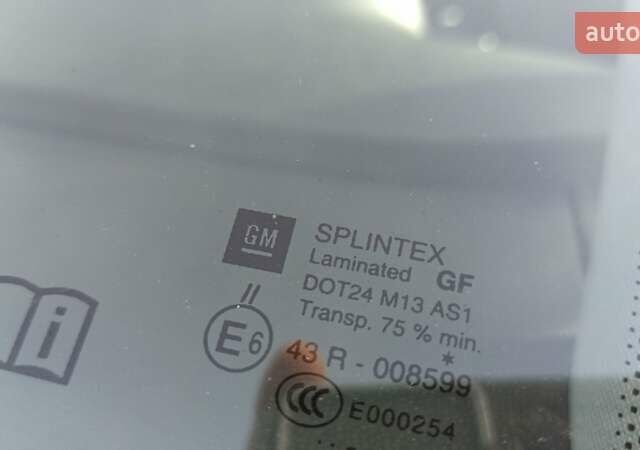 auto
GM
SPLINTEX
Laminated GF
DOT24 M13 AS1
Transp. 75 % min.
II
E6
43 R - 008599
CCC E000254
i